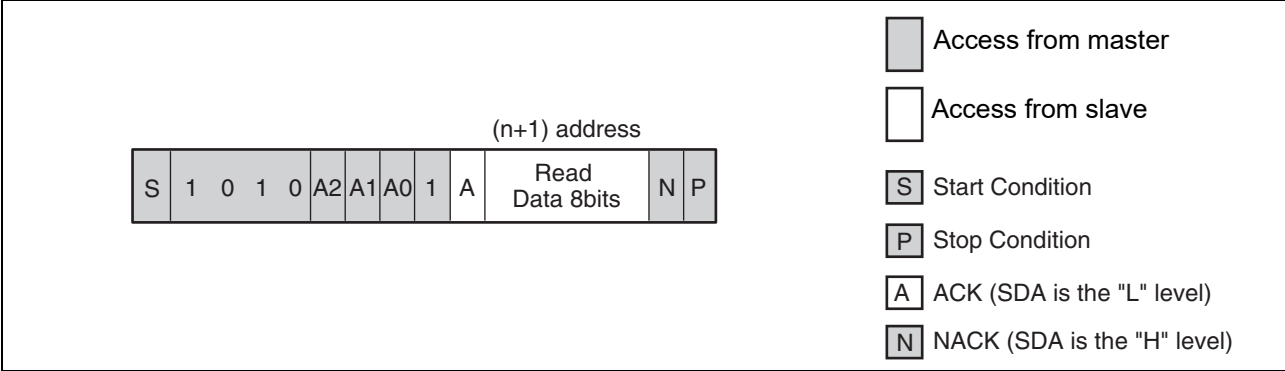 (n+1) address
S 1 0 1 0 A2 A1 A0 1 A Read Data 8bits N P
Access from master
Access from slave
S Start Condition
P Stop Condition
A ACK (SDA is the "L" level)
N NACK (SDA is the "H" level)